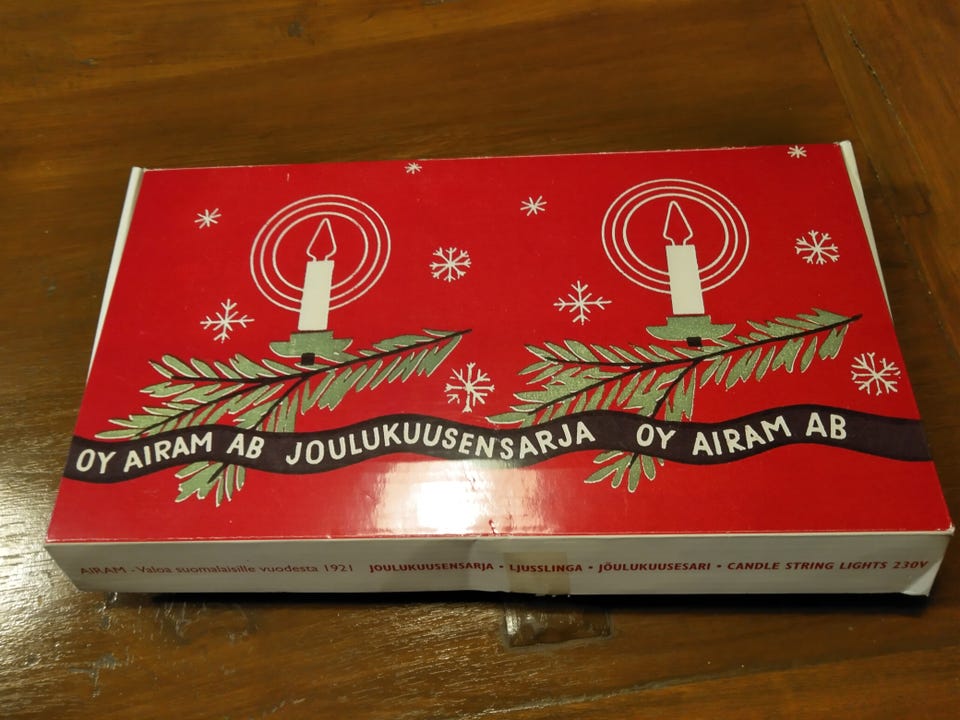 OY AIRAM AB JOULUKUUSENSARJA OY AIRAM AB
AIRAM - Valoa suomalaisille vuodesta 1921 JOULUKUUSENSARJA • LJUSSLINGA • JÕULUKUUSESARI • CANDLE STRING LIGHTS 230V